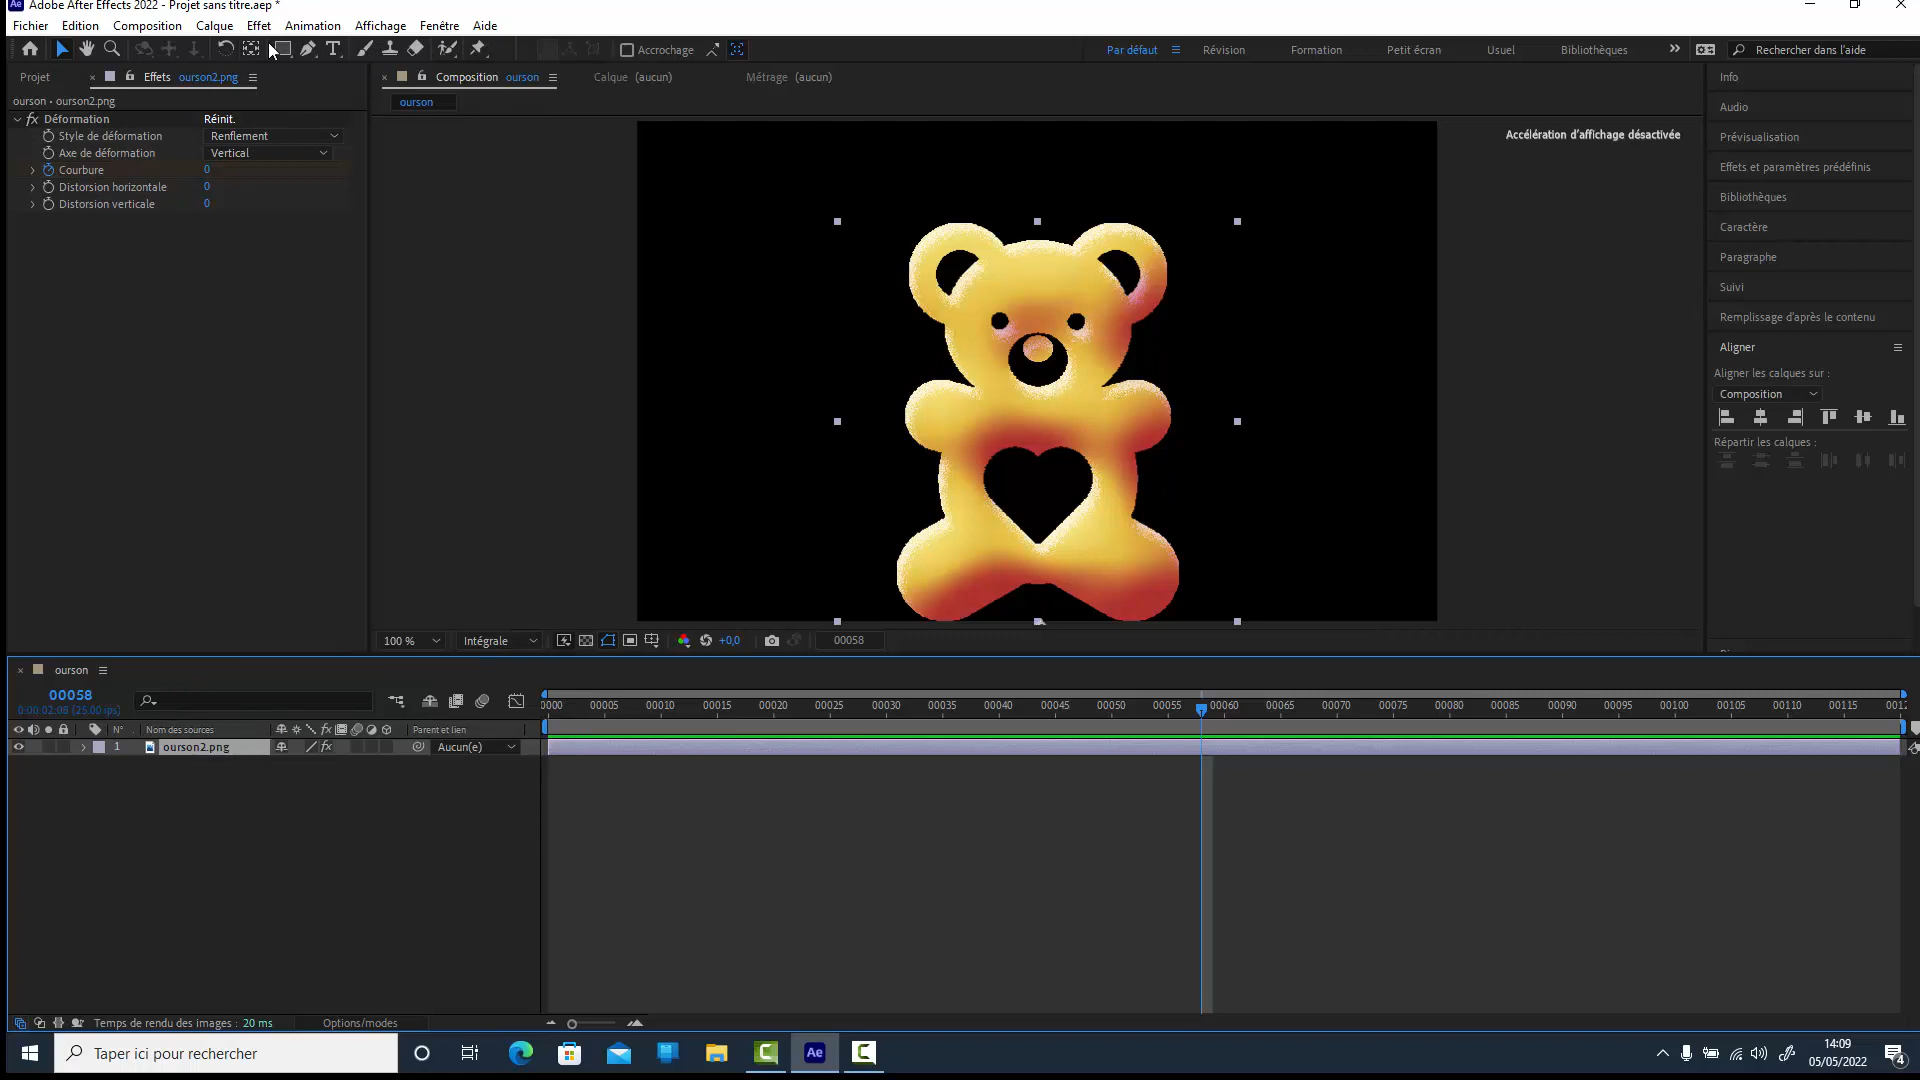 Ae Adobe After Effects 2022 - Projet sans titre.aep *
Fichier Edition Composition Calque Effet Animation Affichage Fenêtre Aide
Accrochage Par défaut Révision Formation Petit écran Usuel Bibliothèques Rechercher dans l'aide
Projet × Effets ourson2.png
ourson • ourson2.png
fx Déformation Réinit.
Style de déformation Renflement
Axe de déformation Vertical
Courbure 0
Distorsion horizontale 0
Distorsion verticale 0
× Composition ourson Calque (aucun) Métrage (aucun)
ourson
Accélération d'affichage désactivée
100 % Intégrale +0,0 00058
Info
Audio
Prévisualisation
Effets et paramètres prédéfinis
Bibliothèques
Caractère
Paragraphe
Suivi
Remplissage d'après le contenu
Aligner
Aligner les calques sur :
Composition
Répartir les calques :
× ourson
00058
0:00:02:08 (25.00 ips)
0000 00005 00010 00015 00020 00025 00030 00035 00040 00045 00050 00055 00060 00065 00070 00075 00080 00085 00090 00095 00100 00105 00110 00115 0012
N° Nom des sources Parent et lien
1 ourson2.png fx Aucun(e)
Temps de rendu des images : 20 ms Options/modes
Taper ici pour rechercher
Ae
14:09
05/05/2022
4